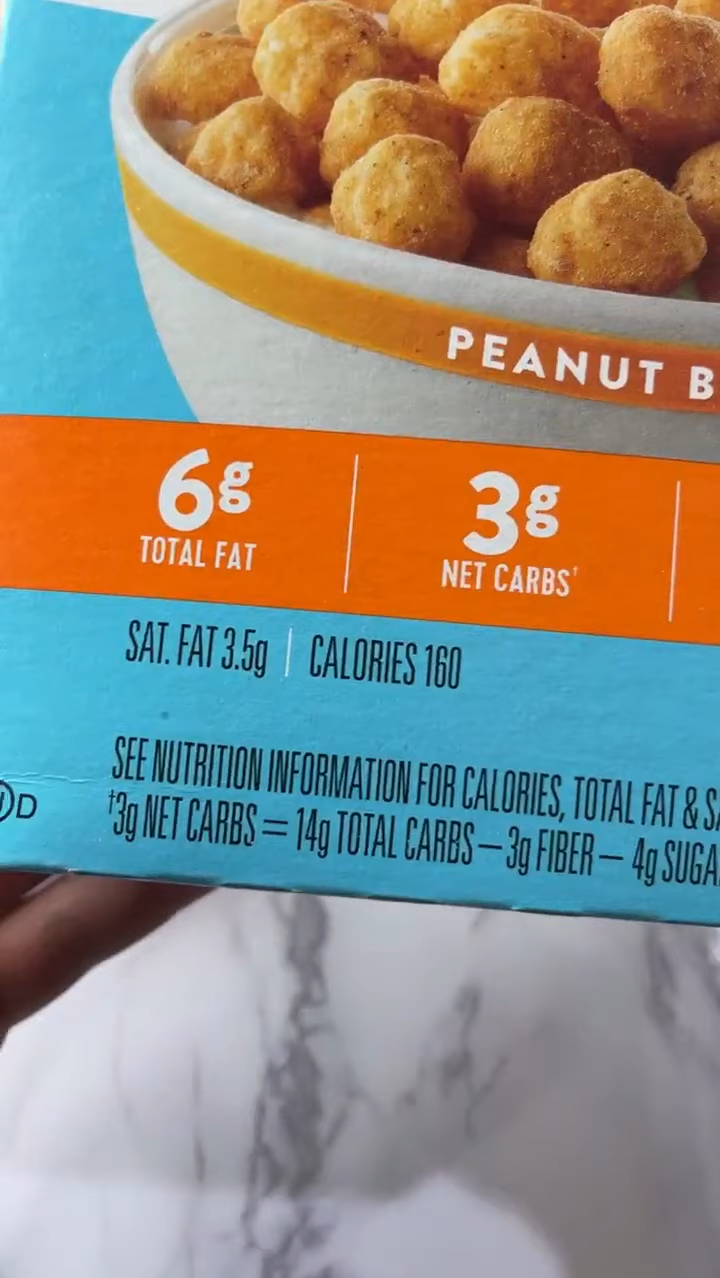 PEANUT B
6g
TOTAL FAT
3g
NET CARBS†
SAT. FAT 3.5g | CALORIES 160
SEE NUTRITION INFORMATION FOR CALORIES, TOTAL FAT & SA
†3g NET CARBS = 14g TOTAL CARBS – 3g FIBER – 4g SUGA
D